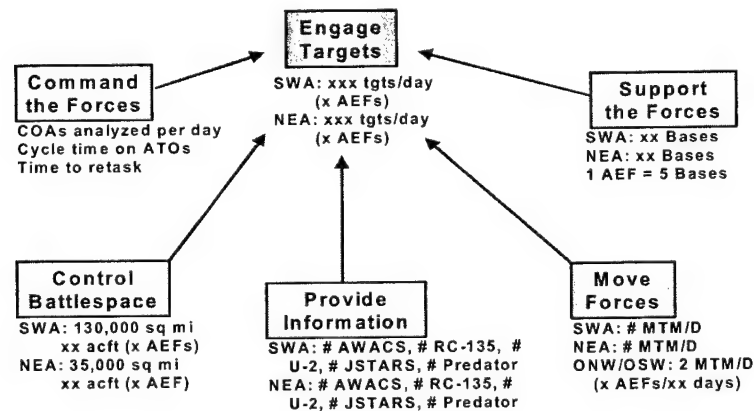 Engage
Targets
SWA: xxx tgts/day
(x AEFs)
NEA: xxx tgts/day
(x AEFs)
Command
the Forces
COAs analyzed per day
Cycle time on ATOs
Time to retask
Support
the Forces
SWA: xx Bases
NEA: xx Bases
1 AEF = 5 Bases
Control
Battlespace
SWA: 130,000 sq mi
xx acft (x AEFs)
NEA: 35,000 sq mi
xx acft (x AEF)
Provide
Information
SWA: # AWACS, # RC-135, #
U-2, # JSTARS, # Predator
NEA: # AWACS, # RC-135, #
U-2, # JSTARS, # Predator
Move
Forces
SWA: # MTM/D
NEA: # MTM/D
ONW/OSW: 2 MTM/D
(x AEFs/xx days)